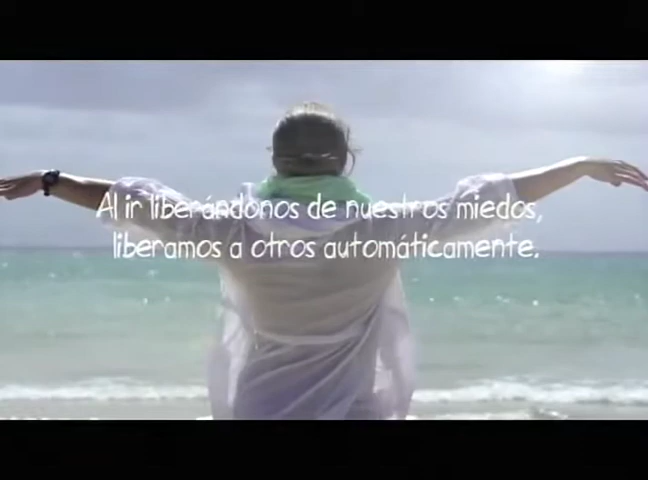 Al ir liberándonos de nuestros miedos,
liberamos a otros automáticamente.